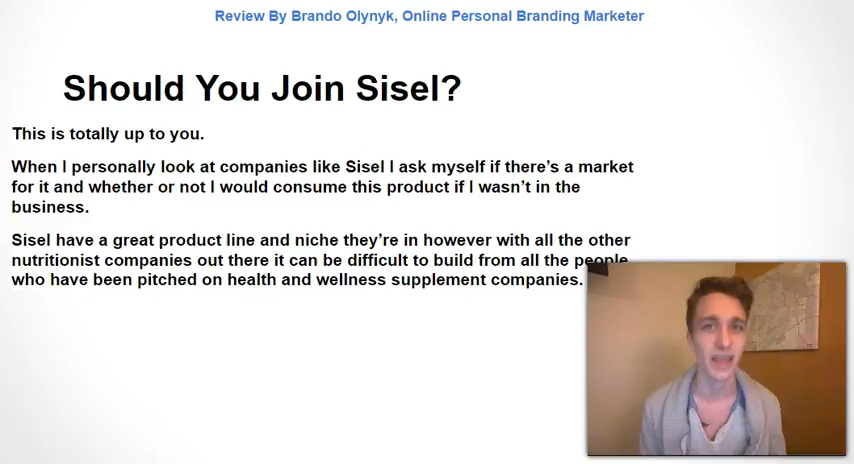 Review By Brando Olynyk, Online Personal Branding Marketer
Should You Join Sisel?
This is totally up to you.
When I personally look at companies like Sisel I ask myself if there’s a market
for it and whether or not I would consume this product if I wasn’t in the
business.
Sisel have a great product line and niche they’re in however with all the other
nutritionist companies out there it can be difficult to build from all the people
who have been pitched on health and wellness supplement companies.